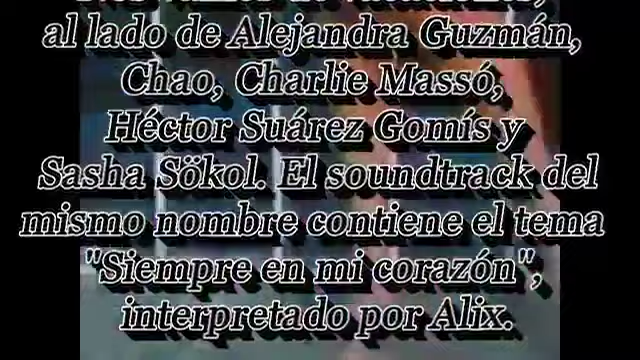 al lado de Alejandra Guzmán,
Chao, Charlie Massó,
Héctor Suárez Gomís y
Sasha Sökol. El soundtrack del
mismo nombre contiene el tema
"Siempre en mi corazón",
interpretado por Alix.